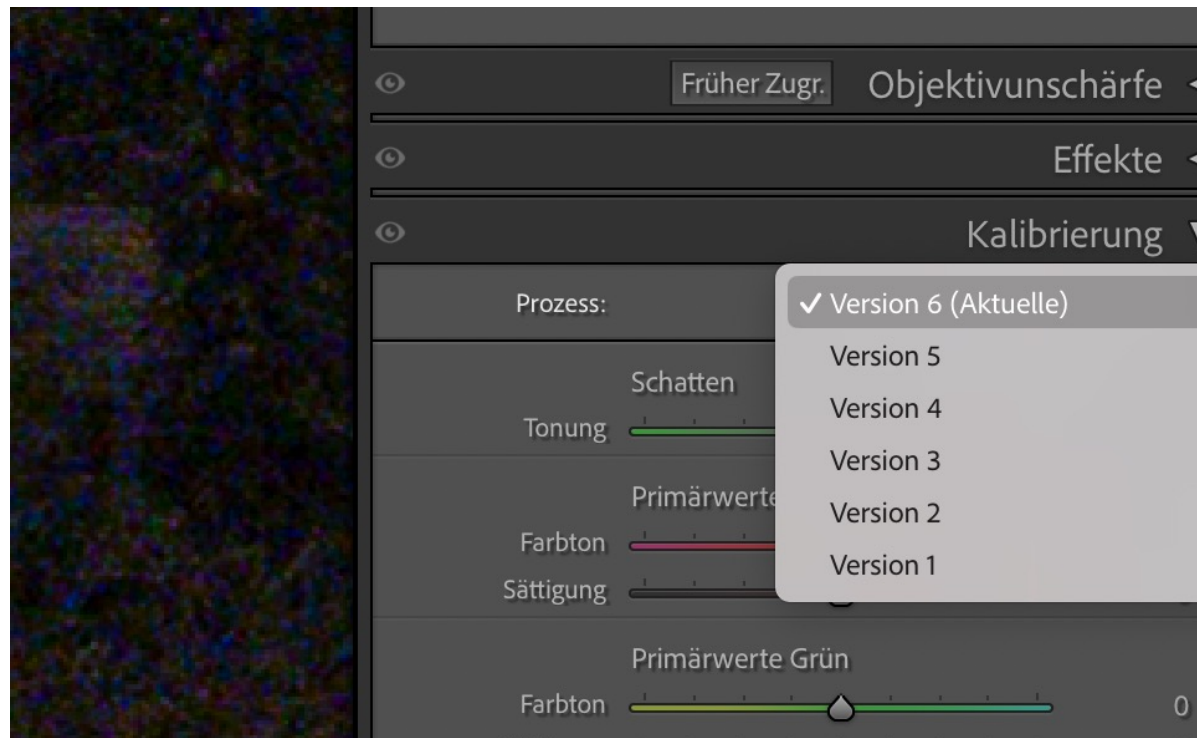 Früher Zugr. Objektivunschärfe
Effekte
Kalibrierung
Prozess:
✓ Version 6 (Aktuelle)
Version 5
Version 4
Version 3
Version 2
Version 1
Schatten
Tonung
Primärwerte
Farbton
Sättigung
Primärwerte Grün
Farbton 0